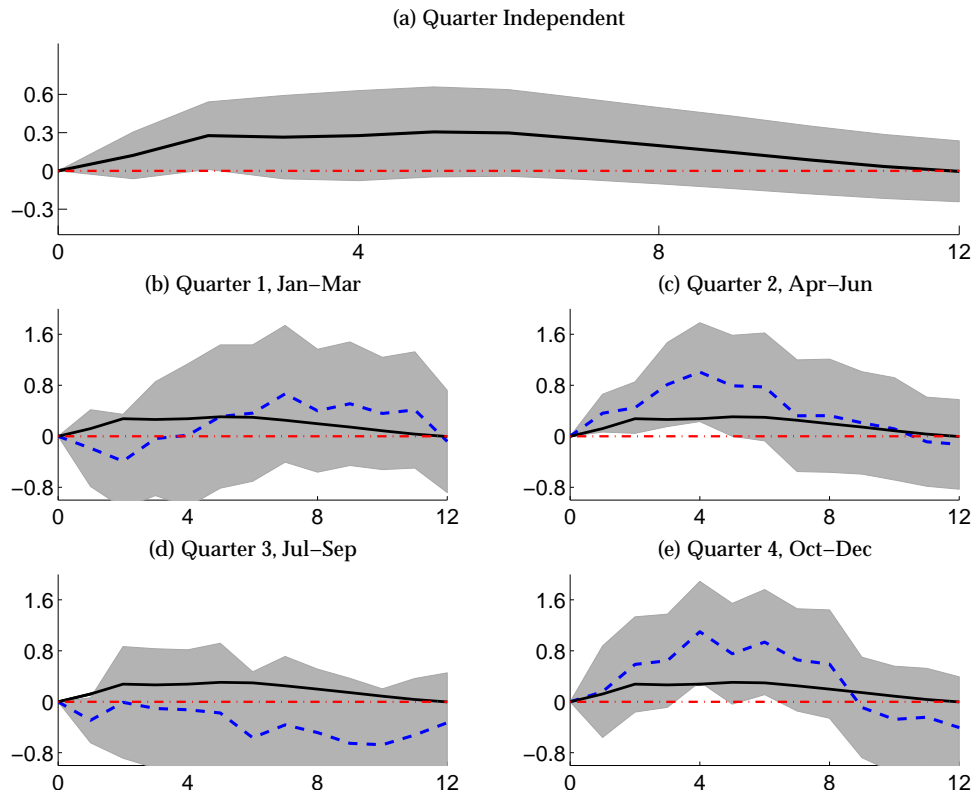 (a) Quarter Independent
0.6
0.3
0
−0.3
0 4 8 12
(b) Quarter 1, Jan−Mar
1.6
0.8
0
−0.8
0 4 8 12
(c) Quarter 2, Apr−Jun
1.6
0.8
0
−0.8
0 4 8 12
(d) Quarter 3, Jul−Sep
1.6
0.8
0
−0.8
0 4 8 12
(e) Quarter 4, Oct−Dec
1.6
0.8
0
−0.8
0 4 8 12